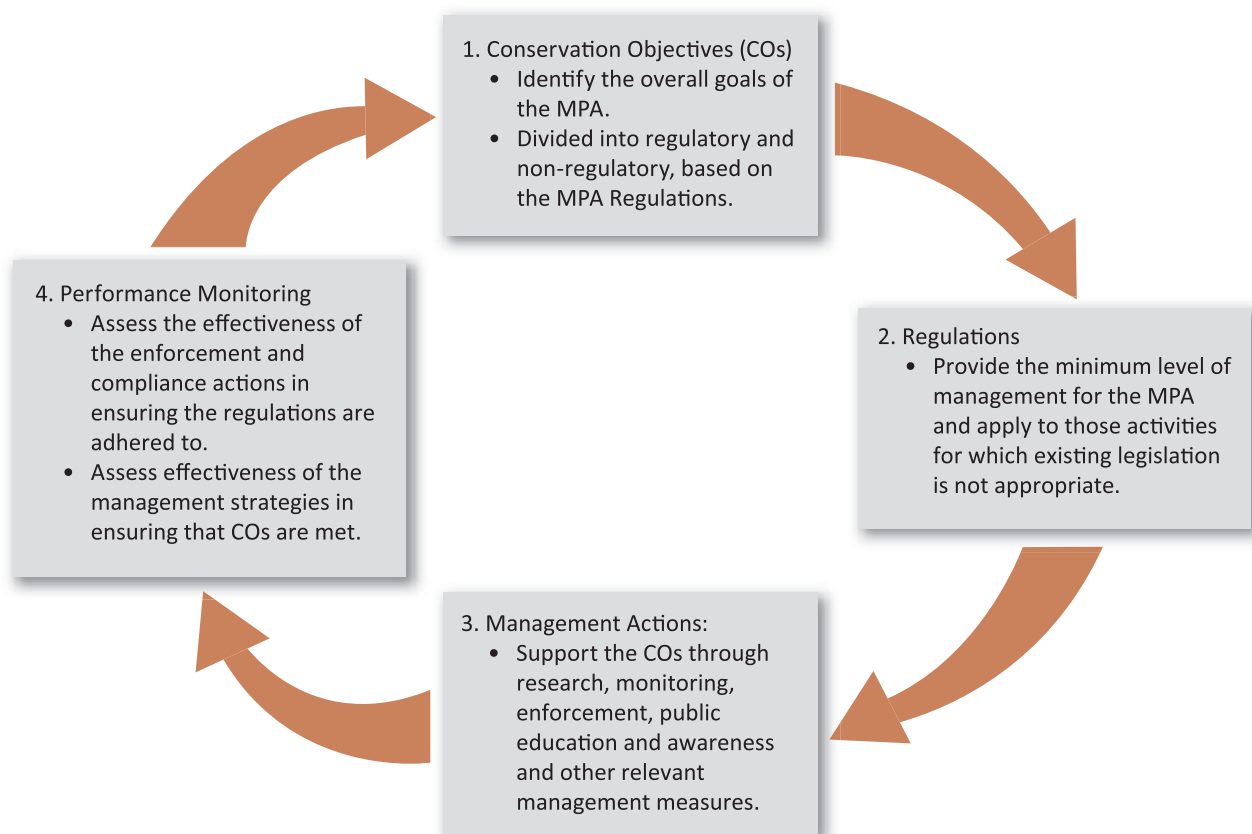 1. Conservation Objectives (COs)
• Identify the overall goals of
the MPA.
• Divided into regulatory and
non-regulatory, based on
the MPA Regulations.
2. Regulations
• Provide the minimum level of
management for the MPA
and apply to those activities
for which existing legislation
is not appropriate.
3. Management Actions:
• Support the COs through
research, monitoring,
enforcement, public
education and awareness
and other relevant
management measures.
4. Performance Monitoring
• Assess the effectiveness of
the enforcement and
compliance actions in
ensuring the regulations are
adhered to.
• Assess effectiveness of the
management strategies in
ensuring that COs are met.